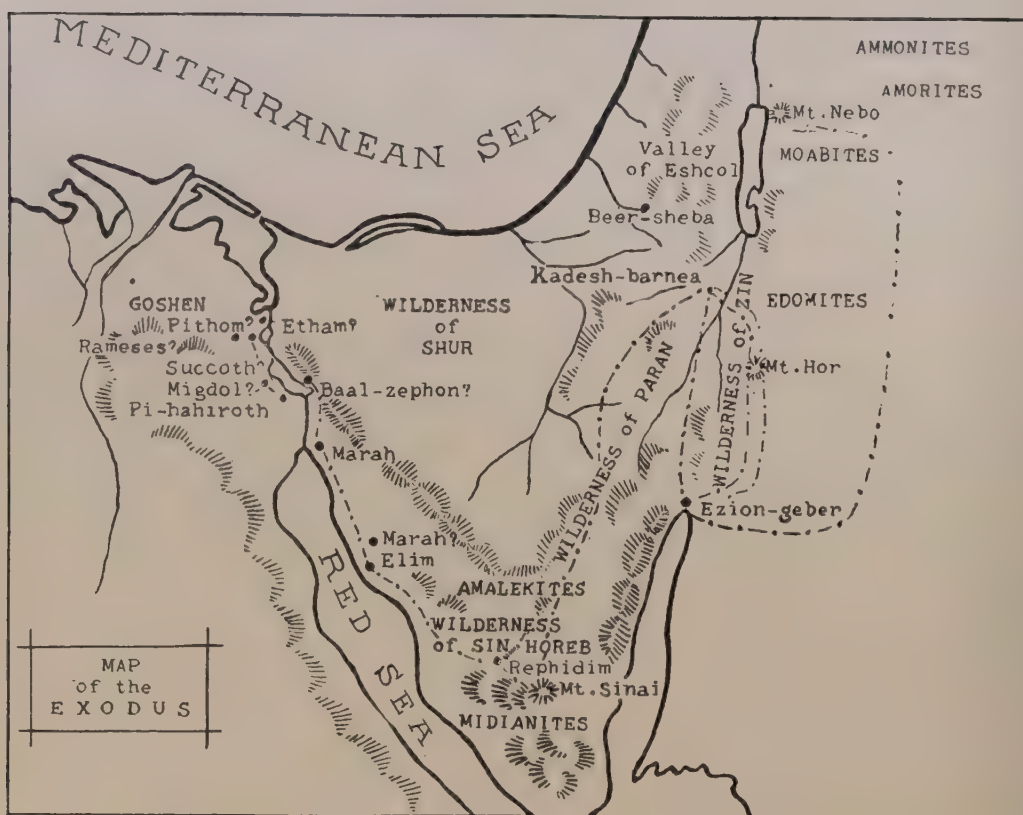 MEDITERRANEAN SEA
AMMONITES
AMORITES
Mt. Nebo
MOABITES
Valley
of Eshcol
Beer-sheba
Kadesh-barnea
EDOMITES
GOSHEN
Pithom?
Etham?
Rameses?
WILDERNESS
of
SHUR
Succoth?
Migdol?
Pi-hahiroth
Baal-zephon?
WILDERNESS of ZIN
Mt. Hor
WILDERNESS of PARAN
Marah
Ezion-geber
Marah?
Elim
RED SEA
AMALEKITES
WILDERNESS
of SIN HOREB
Rephidim
Mt. Sinai
MIDIANITES
MAP
of the
EXODUS